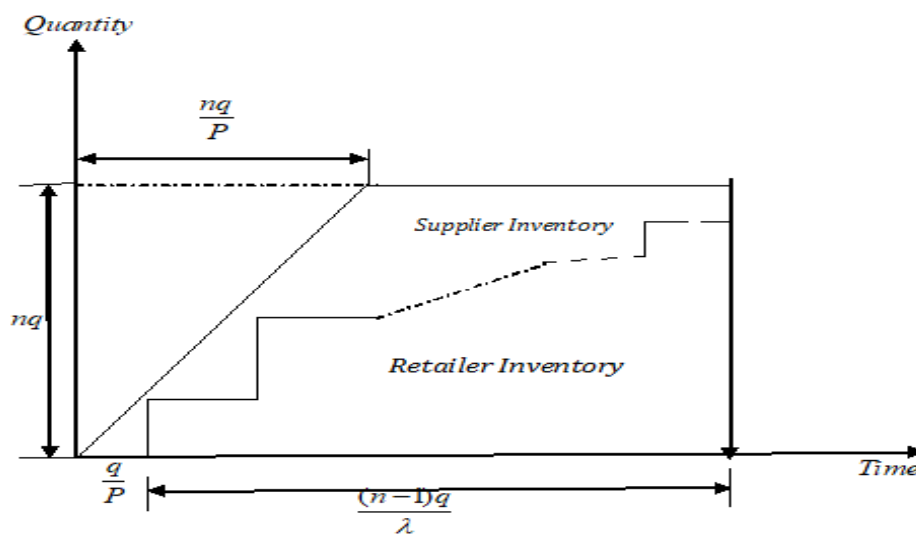 Quantity
nq
P
Supplier Inventory
nq
Retailer Inventory
Time
q
P
(n−1)q
λ